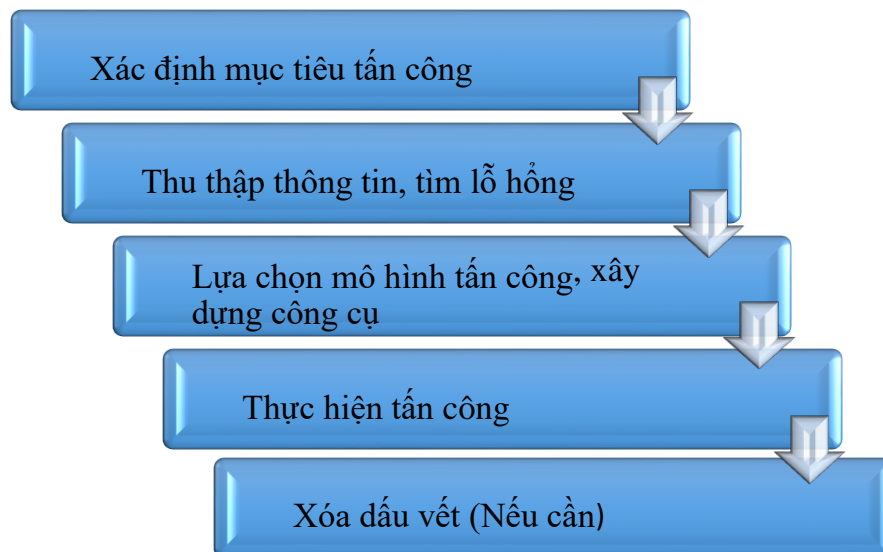 Xác định mục tiêu tấn công
Thu thập thông tin, tìm lỗ hổng
Lựa chọn mô hình tấn công, xây
dựng công cụ
Thực hiện tấn công
Xóa dấu vết (Nếu cần)